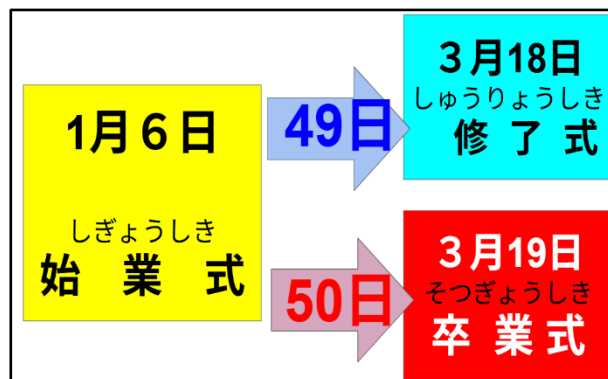 1月６日
しぎょうしき
始業式
49日
３月18日
しゅうりょうしき
修了式
50日
３月19日
そつぎょうしき
卒業式